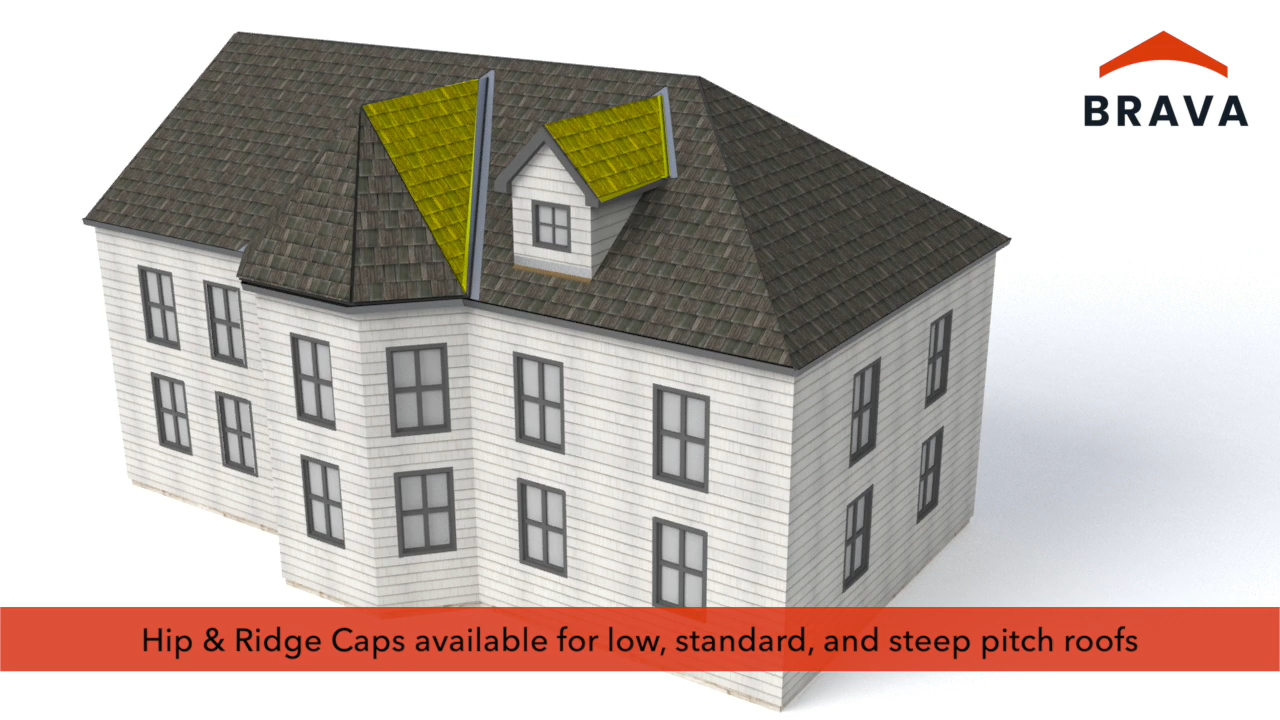 BRAVA
Hip & Ridge Caps available for low, standard, and steep pitch roofs